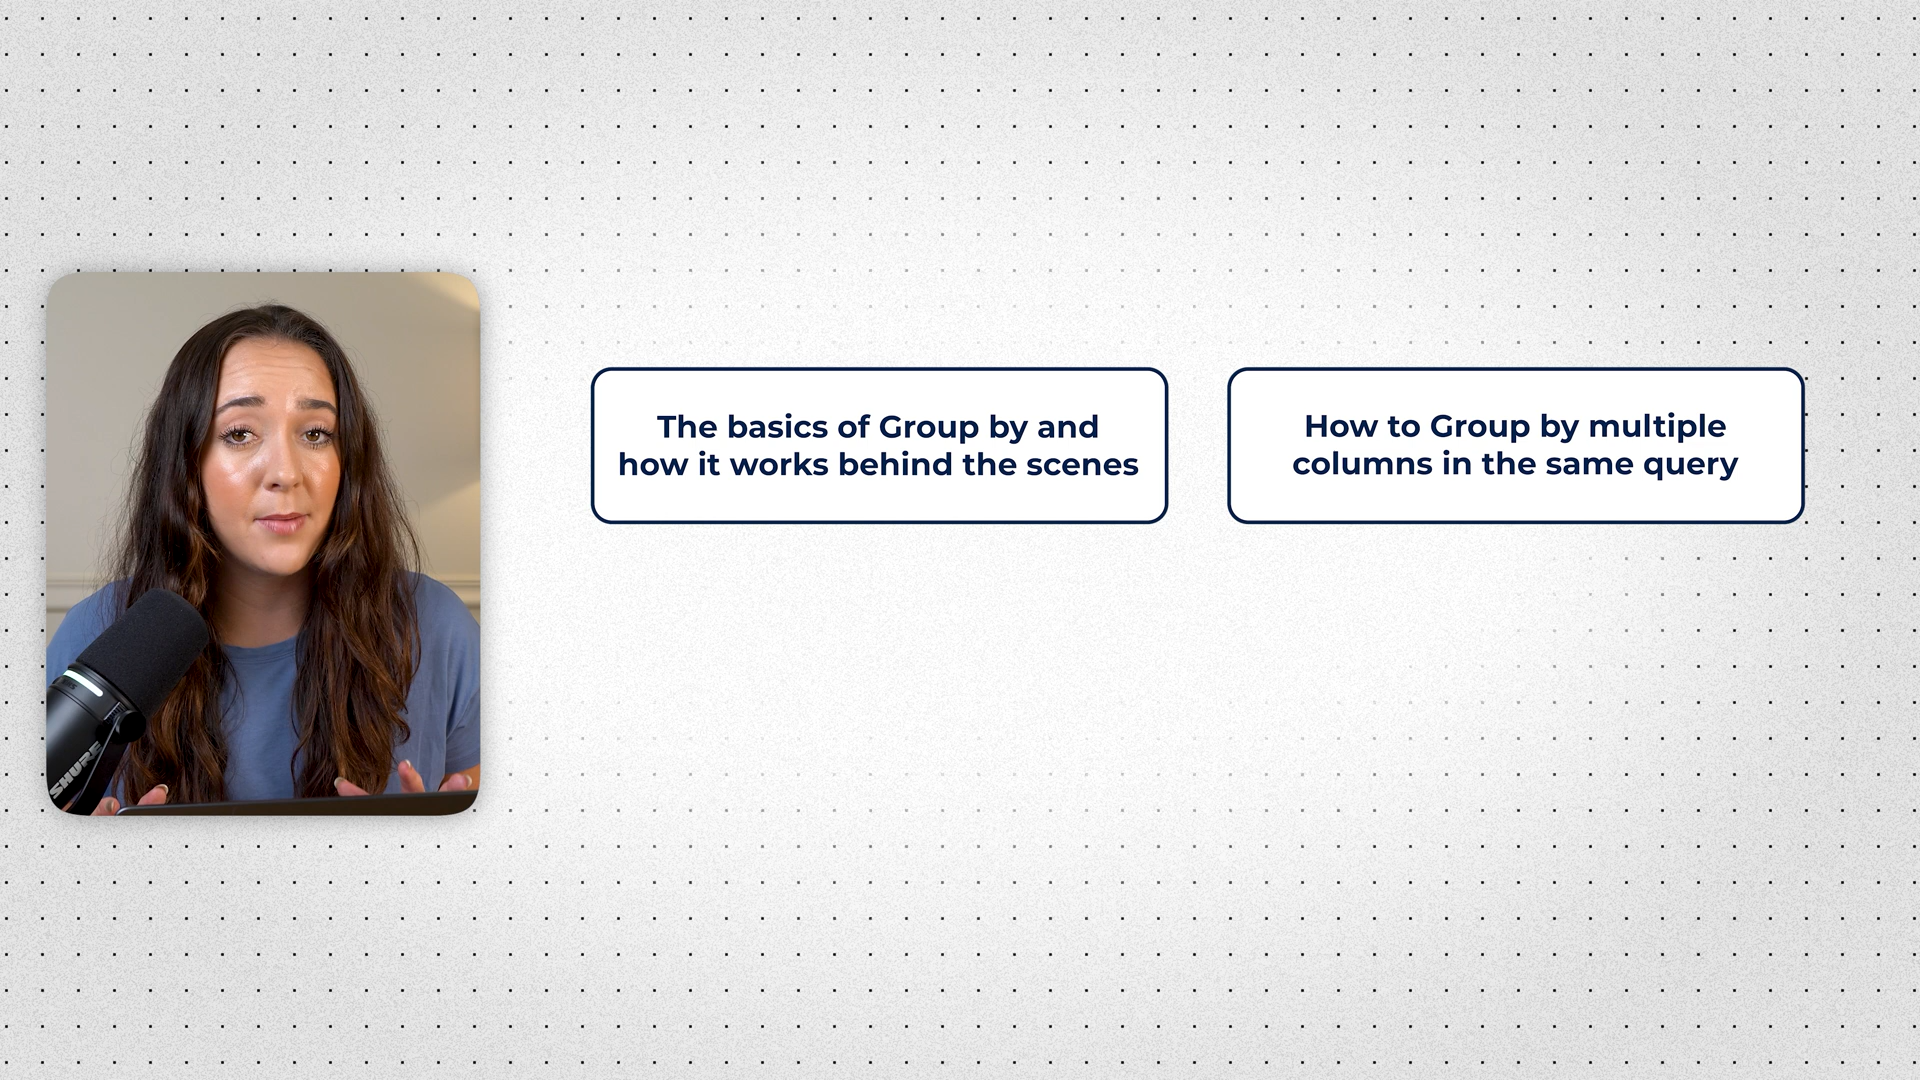 The basics of Group by and
how it works behind the scenes
How to Group by multiple
columns in the same query
SHURE